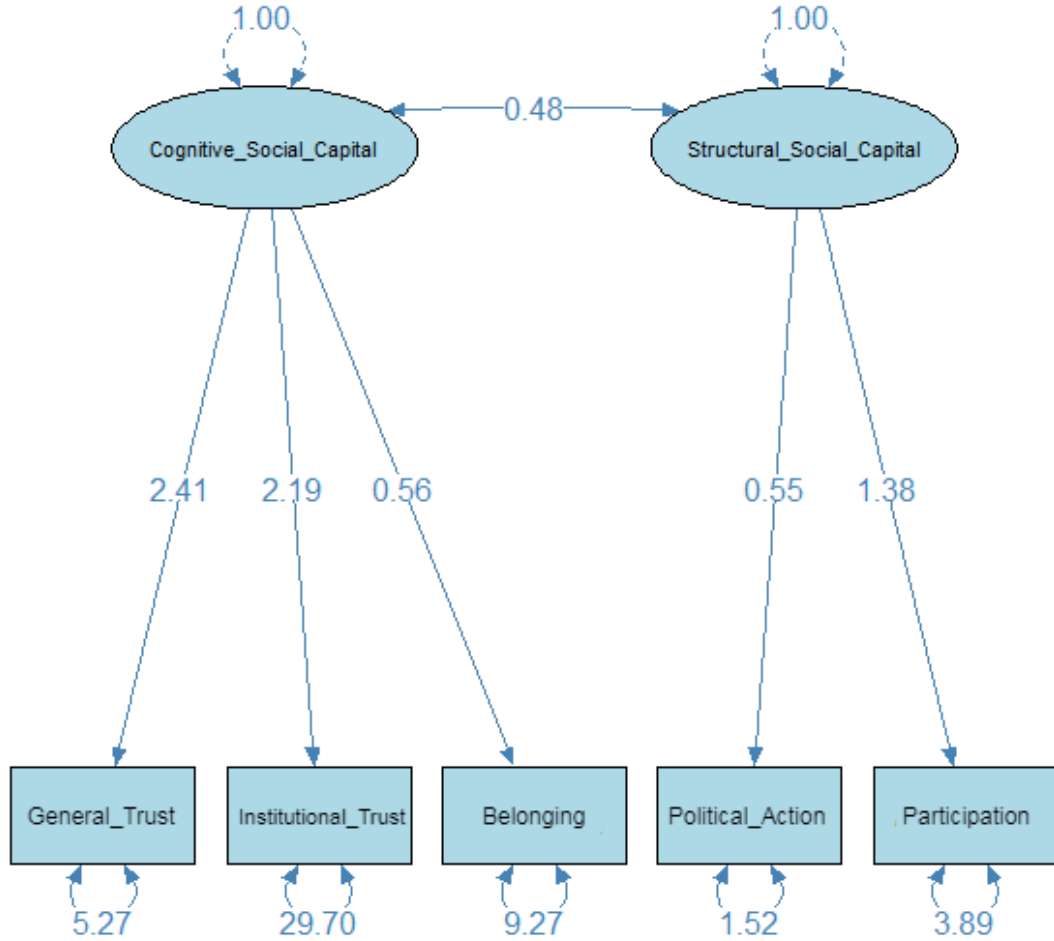 1.00
1.00
0.48
Cognitive_Social_Capital
Structural_Social_Capital
2.41
2.19
0.56
0.55
1.38
General_Trust
Institutional_Trust
Belonging
Political_Action
Participation
5.27
29.70
9.27
1.52
3.89